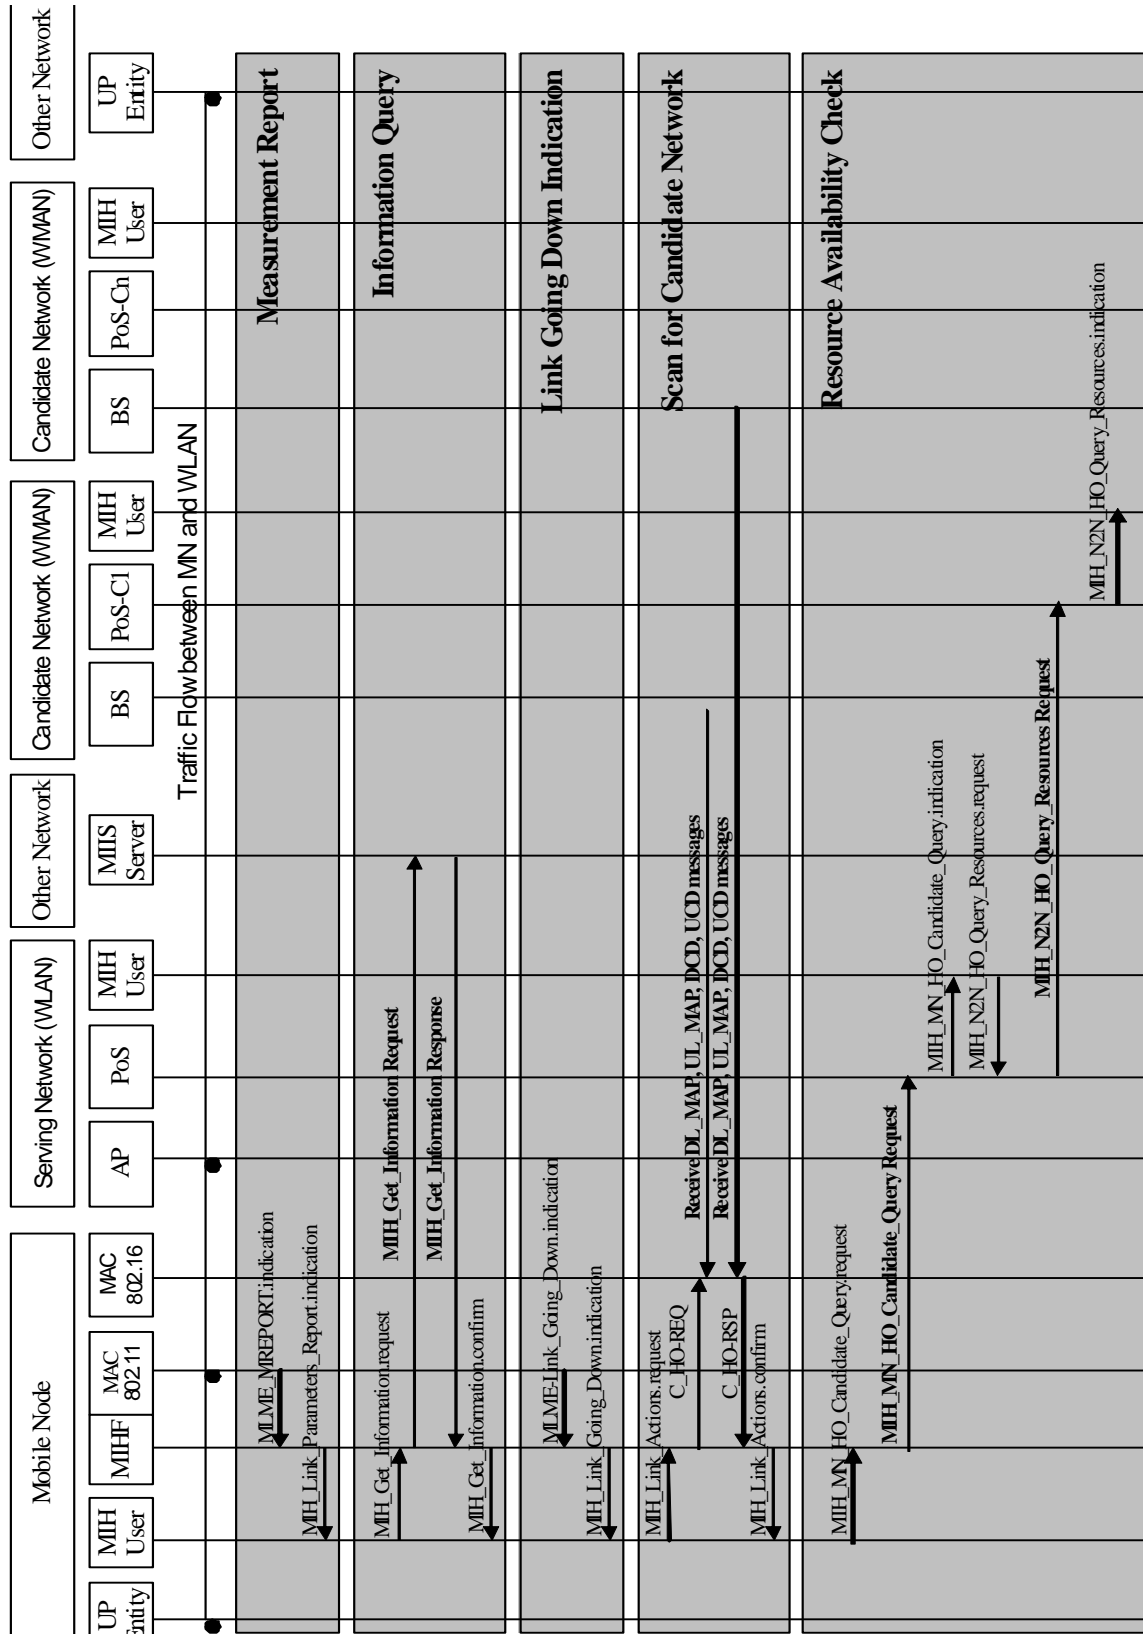 Mobile Node
Serving Network (WLAN)
Other Network
Candidate Network (WMAN)
Candidate Network (WMAN)
Other Network
UP
Entity
MIH
User
MIHF
MAC
802.11
MAC
802.16
AP
PoS
MIH
User
MIIS
Server
BS
PoS-C1
MIH
User
BS
PoS-Cn
MIH
User
UP
Entity
Traffic Flow between MN and WLAN
Measurement Report
MLME_MREPORT.indication
MIH_Link_Parameters_Report.indication
Information Query
MIH_Get_Information.request
MIH_Get_Information Request
MIH_Get_Information Response
MIH_Get_Information.confirm
Link Going Down Indication
MLME-Link_Going_Down.indication
MIH_Link_Going_Down.indication
Scan for Candidate Network
MIH_Link_Actions.request
C_HO-REQ
Receive DL_MAP, UL_MAP, DCD, UCD messages
Receive DL_MAP, UL_MAP, DCD, UCD messages
C_HO-RSP
MIH_Link_Actions.confirm
Resource Availability Check
MIH_MN_HO_Candidate_Query.request
MIH_MN_HO_Candidate_Query Request
MIH_MN_HO_Candidate_Query.indication
MIH_N2N_HO_Query_Resources.request
MIH_N2N_HO_Query_Resources Request
MIH_N2N_HO_Query_Resources.indication